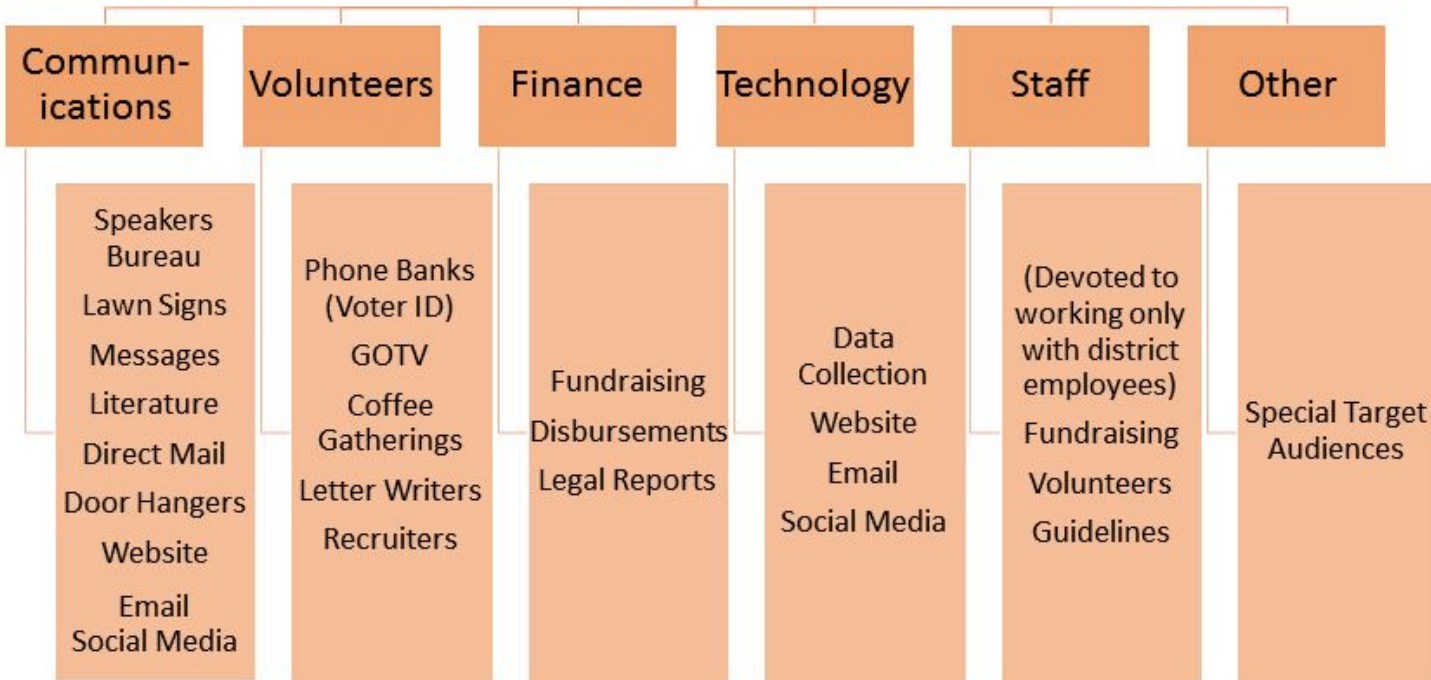 Commun-
ications
Volunteers
Finance
Technology
Staff
Other
Speakers
Bureau
Lawn Signs
Messages
Literature
Direct Mail
Door Hangers
Website
Email
Social Media
Phone Banks
(Voter ID)
GOTV
Coffee
Gatherings
Letter Writers
Recruiters
Fundraising
Disbursements
Legal Reports
Data
Collection
Website
Email
Social Media
(Devoted to
working only
with district
employees)
Fundraising
Volunteers
Guidelines
Special Target
Audiences